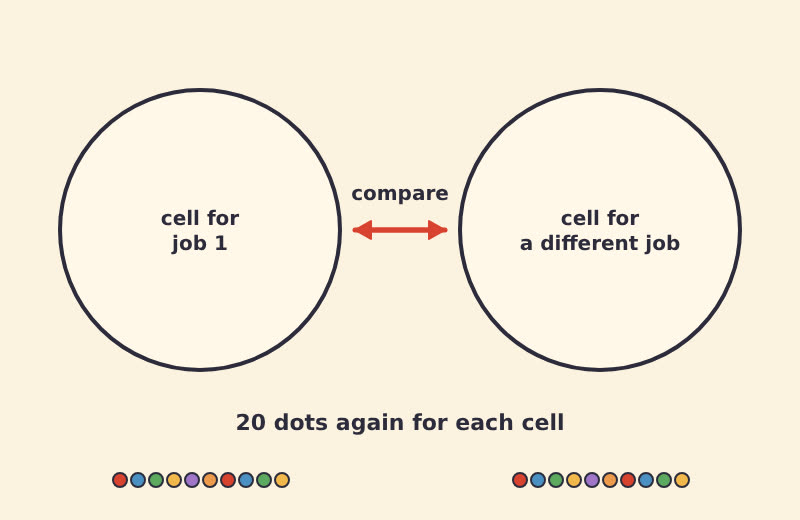 compare
cell for
job 1
cell for
a different job
20 dots again for each cell